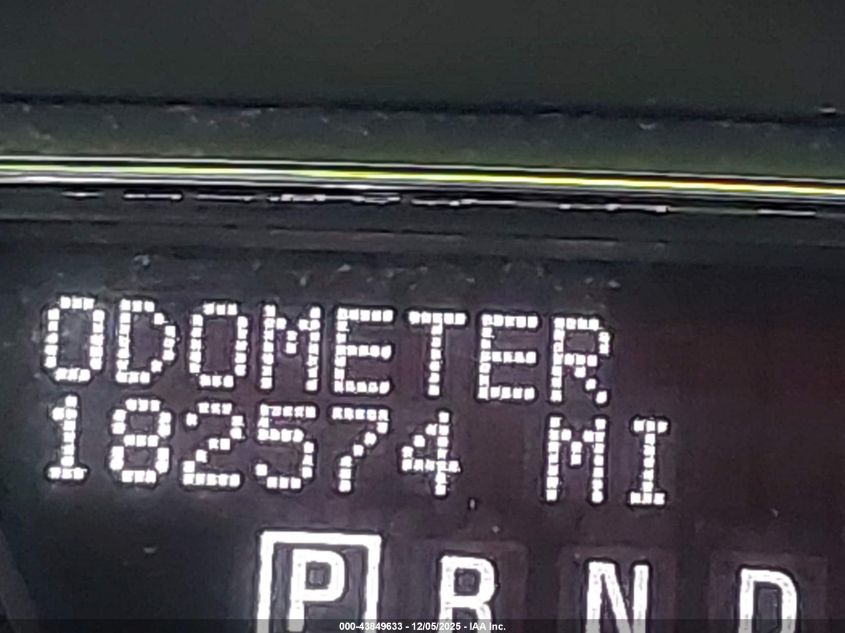 ODOMETER
182574 MI
P R N D
000-43849633 - 12/05/2025 - IAA Inc.